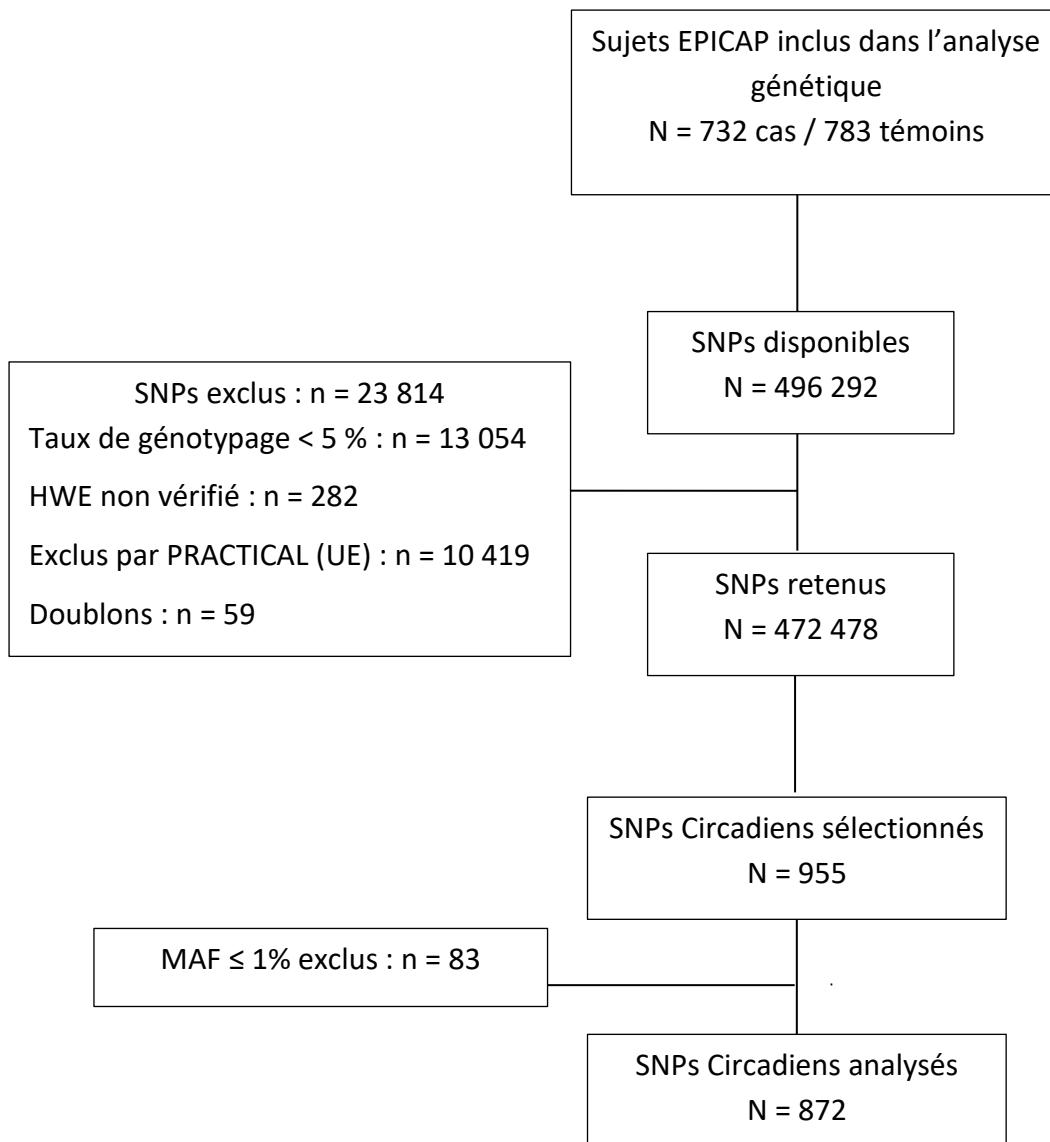 Sujets EPICAP inclus dans l’analyse
génétique
N = 732 cas / 783 témoins
SNPs disponibles
N = 496 292
SNPs exclus : n = 23 814
Taux de génotypage < 5 % : n = 13 054
HWE non vérifié : n = 282
Exclus par PRACTICAL (UE) : n = 10 419
Doublons : n = 59
SNPs retenus
N = 472 478
SNPs Circadiens sélectionnés
N = 955
MAF ≤ 1% exclus : n = 83
.
SNPs Circadiens analysés
N = 872